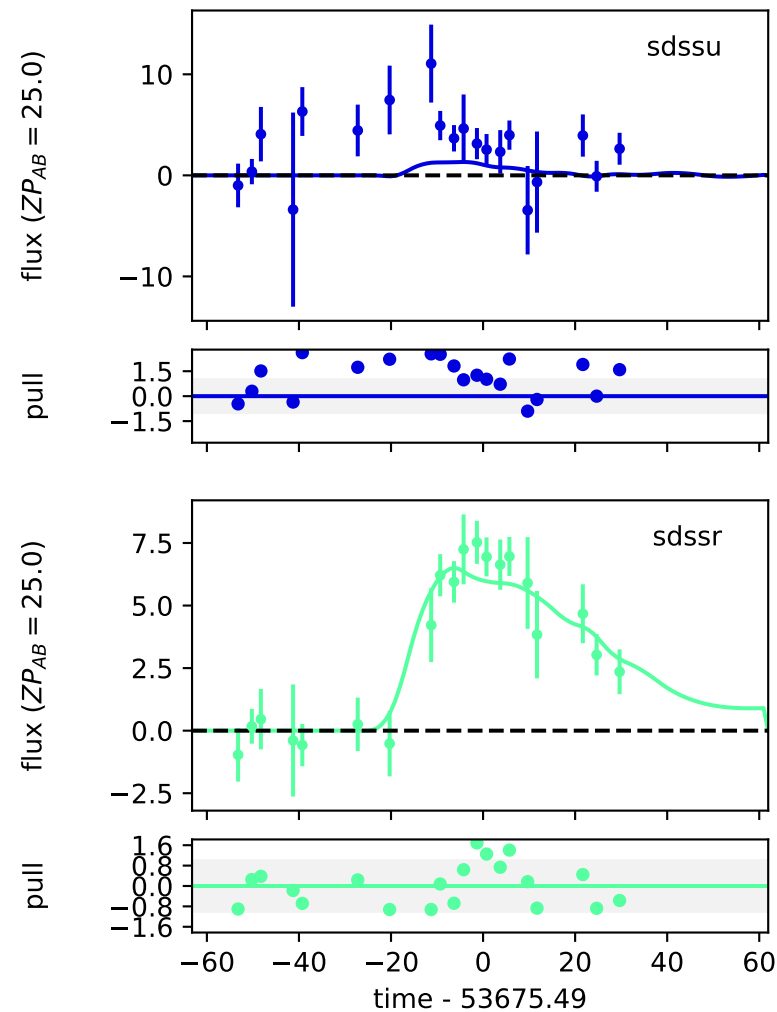 sdssu
flux (ZP_AB = 25.0)
10
0
−10
pull
1.5
0.0
−1.5
sdssr
flux (ZP_AB = 25.0)
7.5
5.0
2.5
0.0
−2.5
pull
1.6
0.8
0.0
−0.8
−1.6
−60 −40 −20 0 20 40 60
time - 53675.49